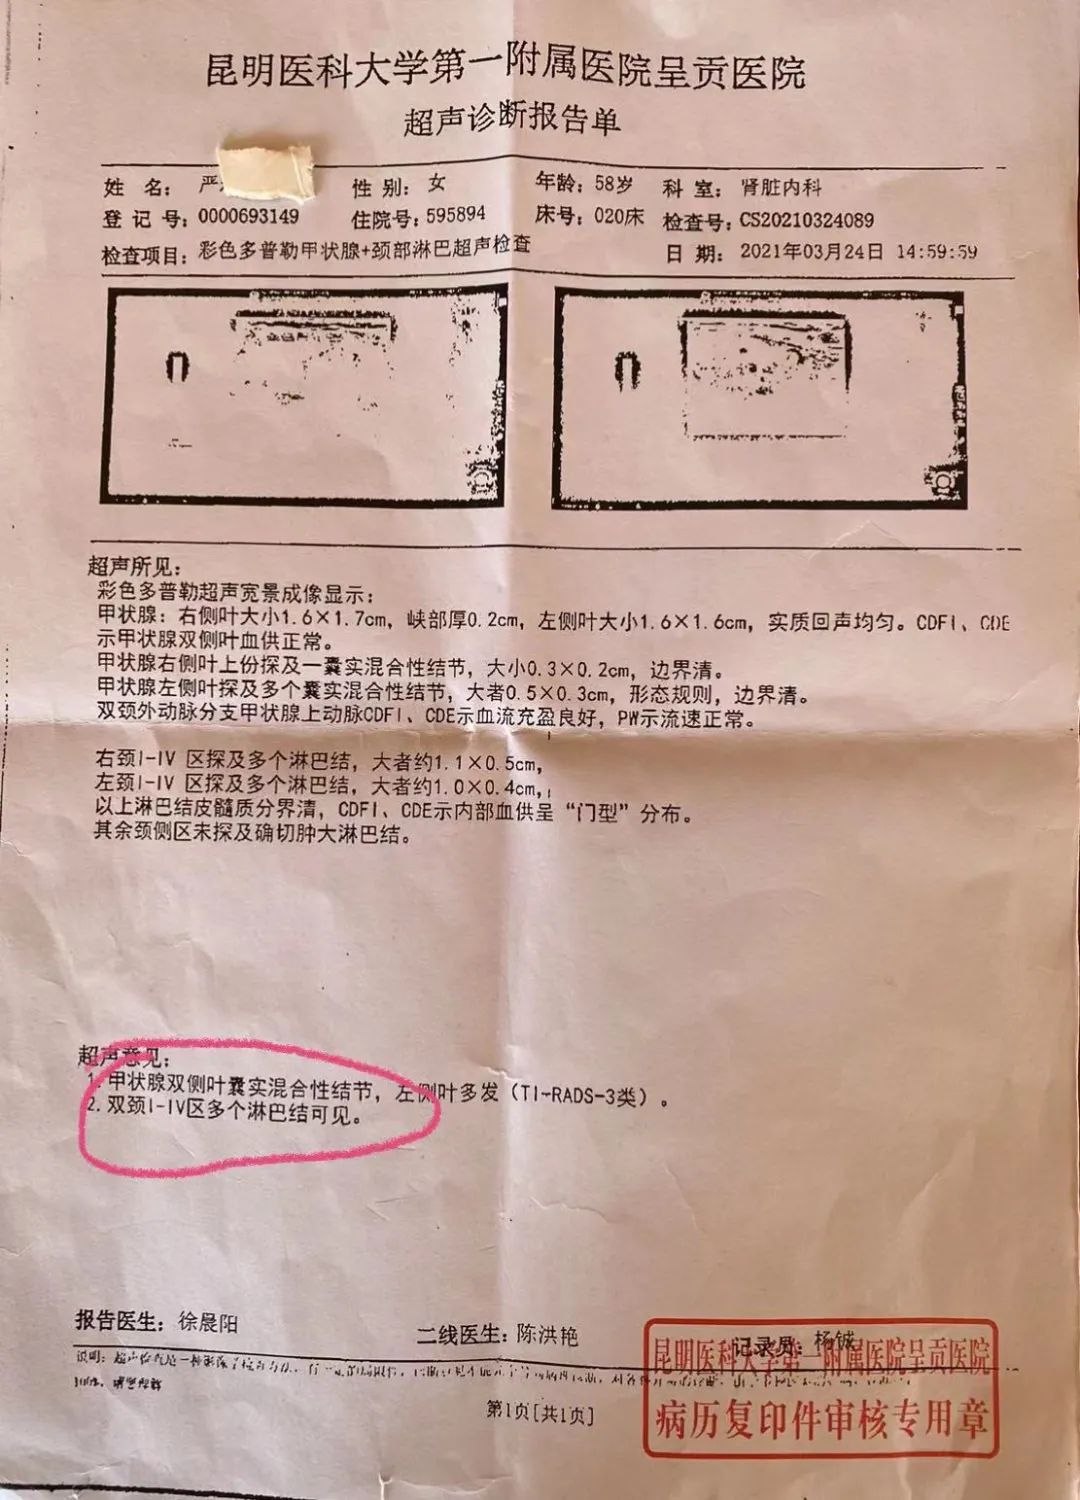 昆明医科大学第一附属医院呈贡医院
超声诊断报告单
姓 名： 严 性 别： 女 年龄： 58岁 科 室： 肾脏内科
登 记 号： 0000693149 住院号： 595894 床号： 020床 检查号： CS20210324089
检查项目： 彩色多普勒甲状腺+颈部淋巴超声检查 日 期： 2021年03月24日 14:59:59
超声所见：
彩色多普勒超声宽景成像显示：
甲状腺：右侧叶大小1.6×1.7cm，峡部厚0.2cm，左侧叶大小1.6×1.6cm，实质回声均匀。CDFI、CDE
示甲状腺双侧叶血供正常。
甲状腺右侧叶上份探及一囊实混合性结节，大小0.3×0.2cm，边界清。
甲状腺左侧叶探及多个囊实混合性结节，大者0.5×0.3cm，形态规则，边界清。
双颈外动脉分支甲状腺上动脉CDFI、CDE示血流充盈良好，PW示流速正常。
右颈I-IV 区探及多个淋巴结，大者约1.1×0.5cm，
左颈I-IV 区探及多个淋巴结，大者约1.0×0.4cm，
以上淋巴结皮髓质分界清，CDFI、CDE示内部血供呈“门型”分布。
其余颈侧区未探及确切肿大淋巴结。
超声意见：
1. 甲状腺双侧叶囊实混合性结节，左侧叶多发（TI-RADS-3类）。
2. 双颈I-IV区多个淋巴结可见。
报告医生： 徐晨阳 二线医生： 陈洪艳 记录员： 杨铖
说明：超声检查是一种影像学检查方法，
第1页[共1页]
昆明医科大学第一附属医院呈贡医院
病历复印件审核专用章